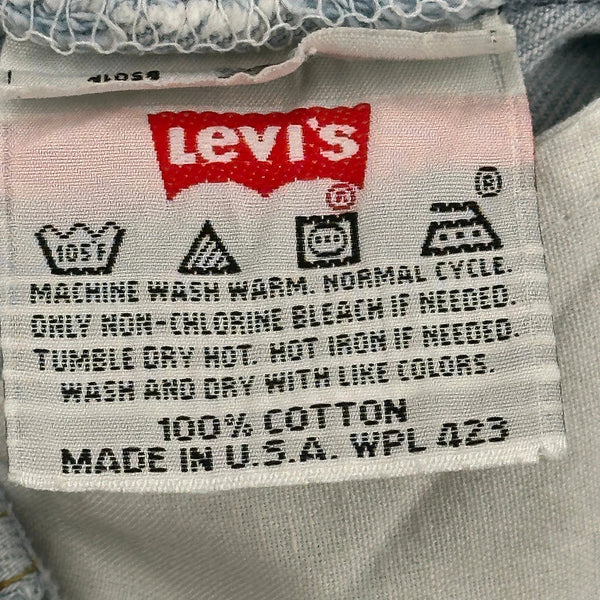 LEVI'S
®
®
105°F
MACHINE WASH WARM. NORMAL CYCLE.
ONLY NON-CHLORINE BLEACH IF NEEDED.
TUMBLE DRY HOT. HOT IRON IF NEEDED.
WASH AND DRY WITH LIKE COLORS.
100% COTTON
MADE IN U.S.A. WPL 423